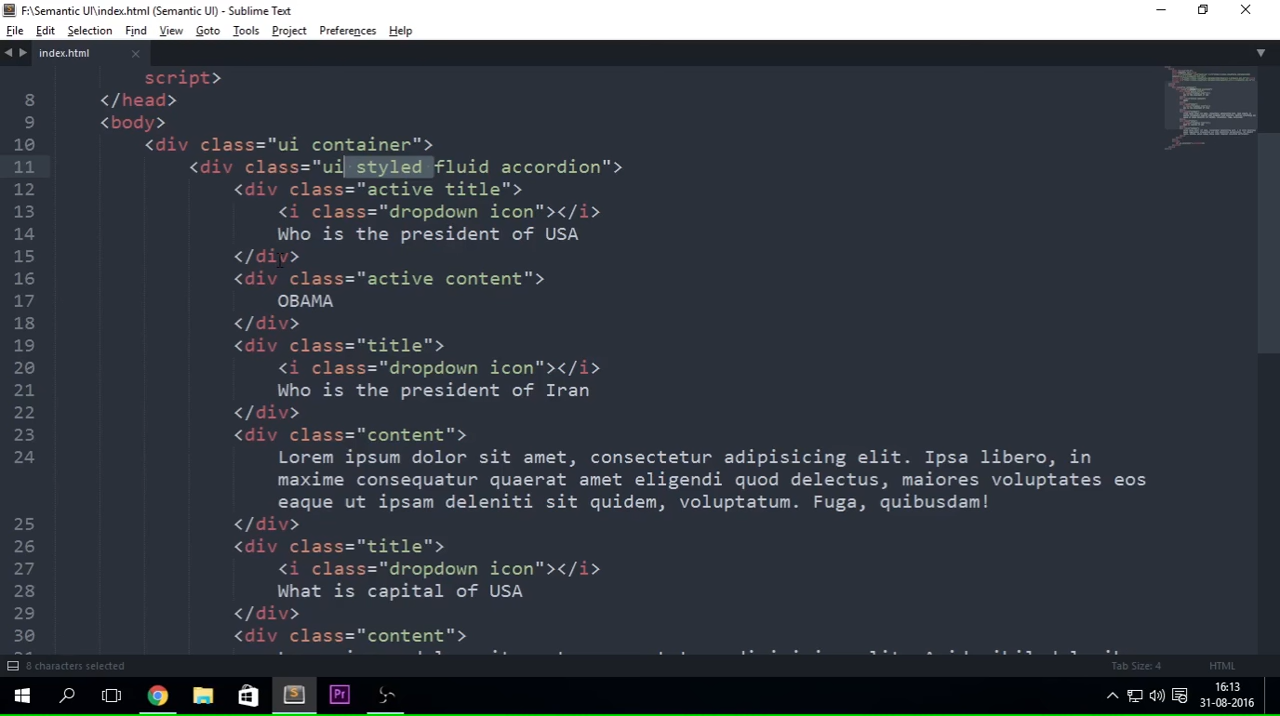 F:\Semantic UI\index.html (Semantic UI) - Sublime Text
File Edit Selection Find View Goto Tools Project Preferences Help
index.html
script>
8 </head>
9 <body>
10 <div class="ui container">
11 <div class="ui styled fluid accordion">
12 <div class="active title">
13 <i class="dropdown icon"></i>
14 Who is the president of USA
15 </div>
16 <div class="active content">
17 OBAMA
18 </div>
19 <div class="title">
20 <i class="dropdown icon"></i>
21 Who is the president of Iran
22 </div>
23 <div class="content">
24 Lorem ipsum dolor sit amet, consectetur adipisicing elit. Ipsa libero, in
maxime consequatur quaerat amet eligendi quod delectus, maiores voluptates eos
eaque ut ipsam deleniti sit quidem, voluptatum. Fuga, quibusdam!
25 </div>
26 <div class="title">
27 <i class="dropdown icon"></i>
28 What is capital of USA
29 </div>
30 <div class="content">
8 characters selected Tab Size: 4 HTML
Pr
16:13
31-08-2016